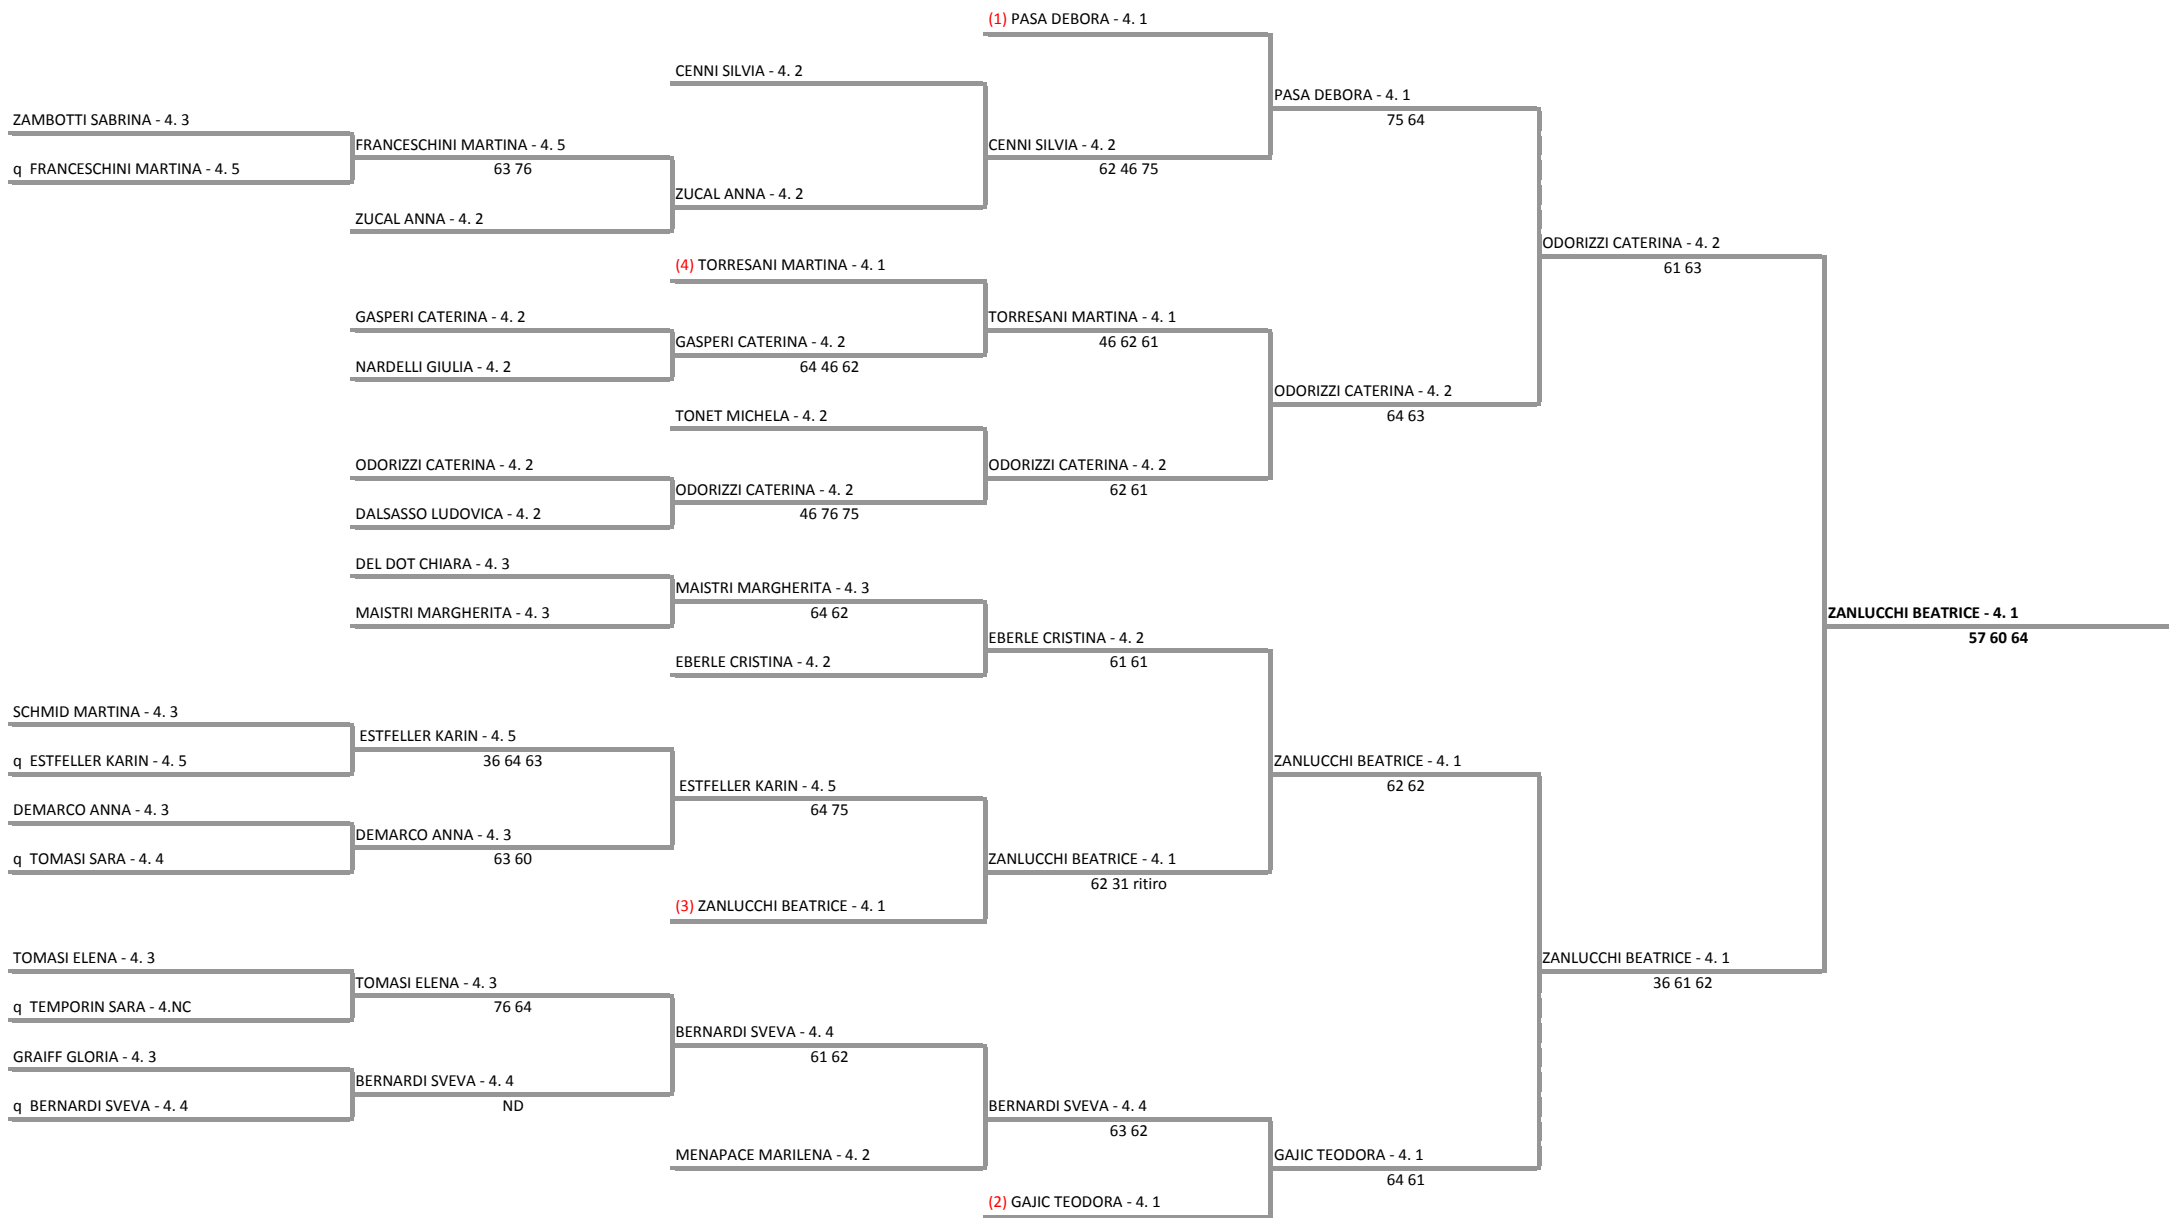 (1) PASA DEBORA - 4. 1
CENNI SILVIA - 4. 2
PASA DEBORA - 4. 1
75 64
ZAMBOTTI SABRINA - 4. 3
FRANCESCHINI MARTINA - 4. 5
63 76
CENNI SILVIA - 4. 2
62 46 75
q FRANCESCHINI MARTINA - 4. 5
ZUCAL ANNA - 4. 2
ZUCAL ANNA - 4. 2
ODORIZZI CATERINA - 4. 2
61 63
(4) TORRESANI MARTINA - 4. 1
GASPERI CATERINA - 4. 2
TORRESANI MARTINA - 4. 1
46 62 61
GASPERI CATERINA - 4. 2
64 46 62
NARDELLI GIULIA - 4. 2
ODORIZZI CATERINA - 4. 2
64 63
TONET MICHELA - 4. 2
ODORIZZI CATERINA - 4. 2
ODORIZZI CATERINA - 4. 2
62 61
ODORIZZI CATERINA - 4. 2
46 76 75
DALSASSO LUDOVICA - 4. 2
DEL DOT CHIARA - 4. 3
MAISTRI MARGHERITA - 4. 3
64 62
MAISTRI MARGHERITA - 4. 3
ZANLUCCHI BEATRICE - 4. 1
57 60 64
EBERLE CRISTINA - 4. 2
61 61
EBERLE CRISTINA - 4. 2
SCHMID MARTINA - 4. 3
ESTFELLER KARIN - 4. 5
36 64 63
q ESTFELLER KARIN - 4. 5
ZANLUCCHI BEATRICE - 4. 1
62 62
ESTFELLER KARIN - 4. 5
64 75
DEMARCO ANNA - 4. 3
DEMARCO ANNA - 4. 3
63 60
q TOMASI SARA - 4. 4
ZANLUCCHI BEATRICE - 4. 1
62 31 ritiro
(3) ZANLUCCHI BEATRICE - 4. 1
TOMASI ELENA - 4. 3
ZANLUCCHI BEATRICE - 4. 1
36 61 62
TOMASI ELENA - 4. 3
76 64
q TEMPORIN SARA - 4.NC
BERNARDI SVEVA - 4. 4
61 62
GRAIFF GLORIA - 4. 3
BERNARDI SVEVA - 4. 4
ND
q BERNARDI SVEVA - 4. 4
BERNARDI SVEVA - 4. 4
63 62
MENAPACE MARILENA - 4. 2
GAJIC TEODORA - 4. 1
64 61
(2) GAJIC TEODORA - 4. 1